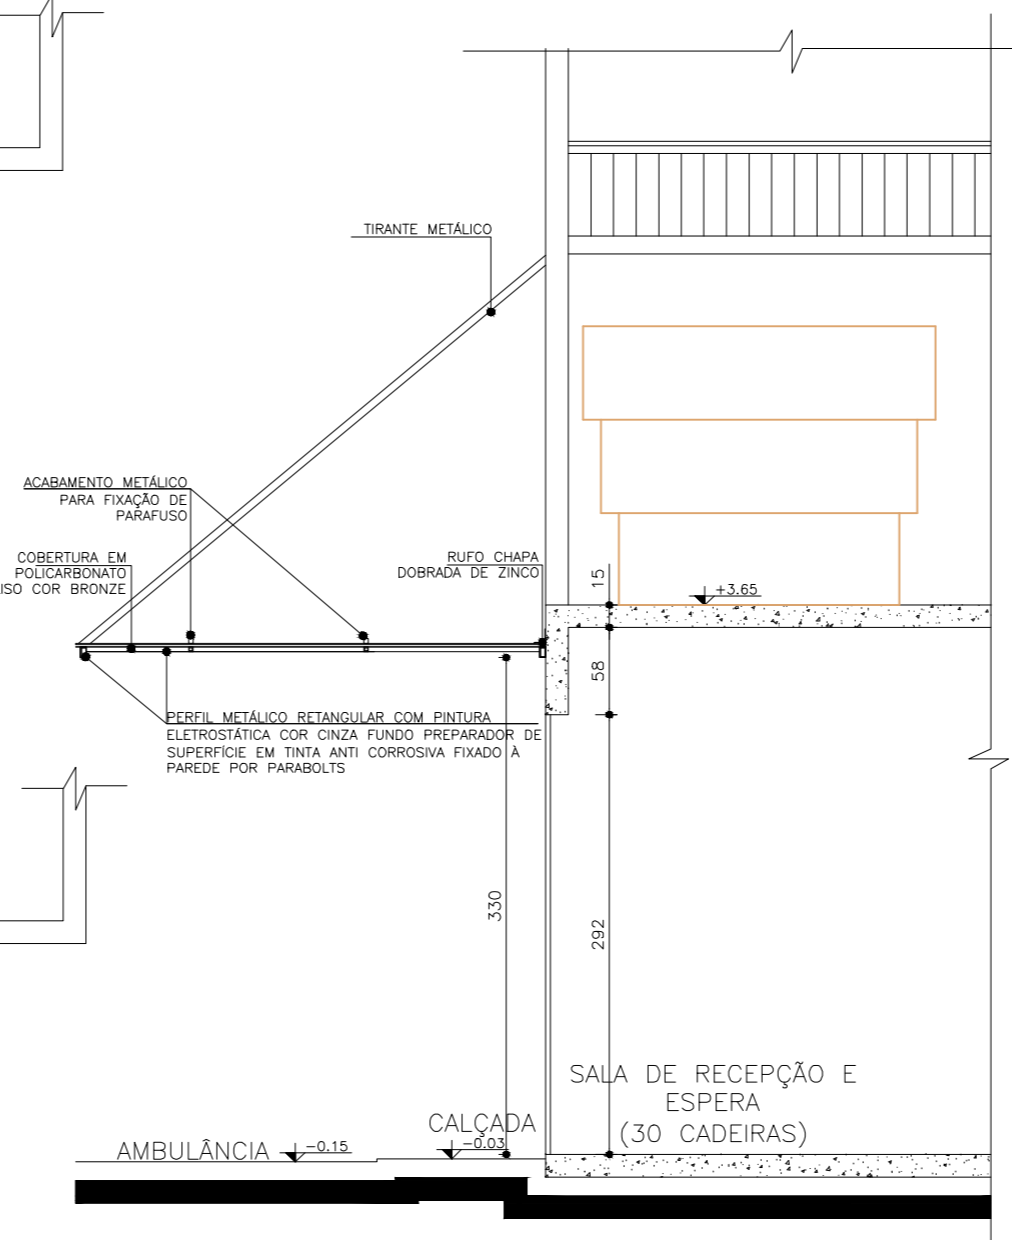 TIRANTE METÁLICO
ACABAMENTO METÁLICO
PARA FIXAÇÃO DE
PARAFUSO
COBERTURA EM
POLICARBONATO
COR BRONZE
RUFO CHAPA
DOBRADA DE ZINCO
15
+3.65
58
PERFIL METÁLICO RETANGULAR COM PINTURA
ELETROSTÁTICA COR CINZA FUNDO PREPARADOR DE
SUPERFÍCIE EM TINTA ANTI CORROSIVA FIXADO À
PAREDE POR PARABOLTS
330
292
SALA DE RECEPÇÃO E
ESPERA
(30 CADEIRAS)
CALÇADA
-0.03
AMBULÂNCIA
-0.15